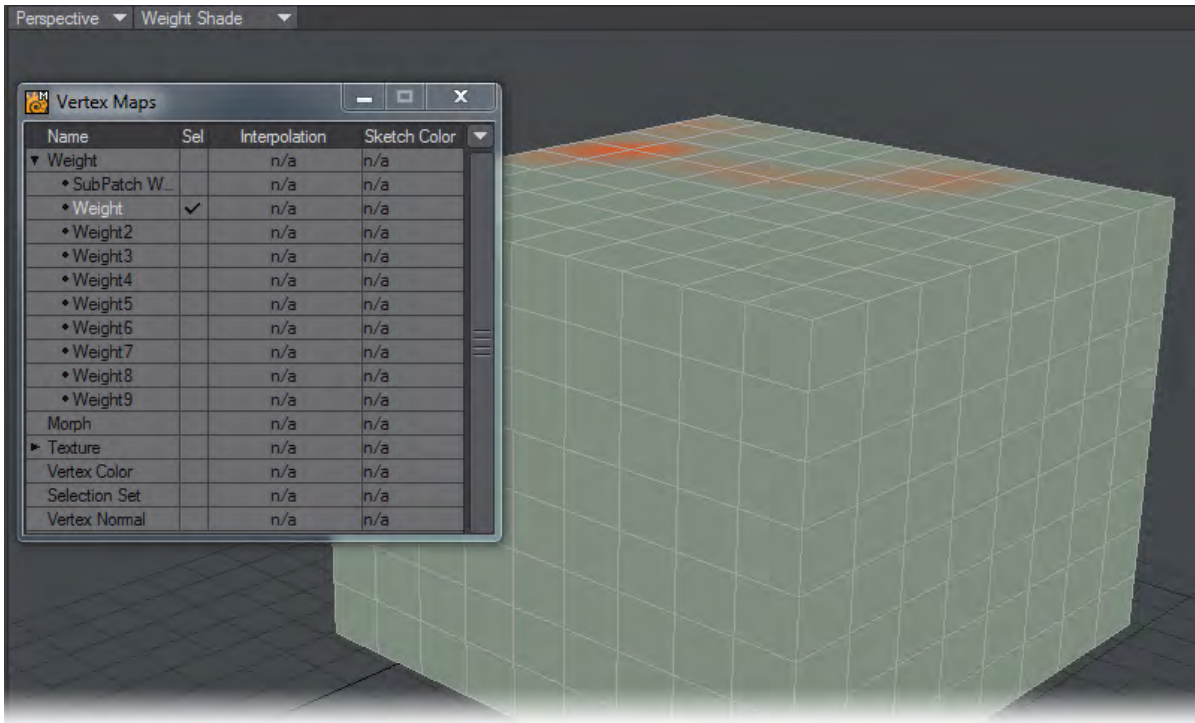 Perspective Weight Shade
Vertex Maps
Name Sel Interpolation Sketch Color
Weight n/a n/a
SubPatch W... n/a n/a
Weight n/a n/a
Weight2 n/a n/a
Weight3 n/a n/a
Weight4 n/a n/a
Weight5 n/a n/a
Weight6 n/a n/a
Weight7 n/a n/a
Weight8 n/a n/a
Weight9 n/a n/a
Morph n/a n/a
Texture n/a n/a
Vertex Color n/a n/a
Selection Set n/a n/a
Vertex Normal n/a n/a